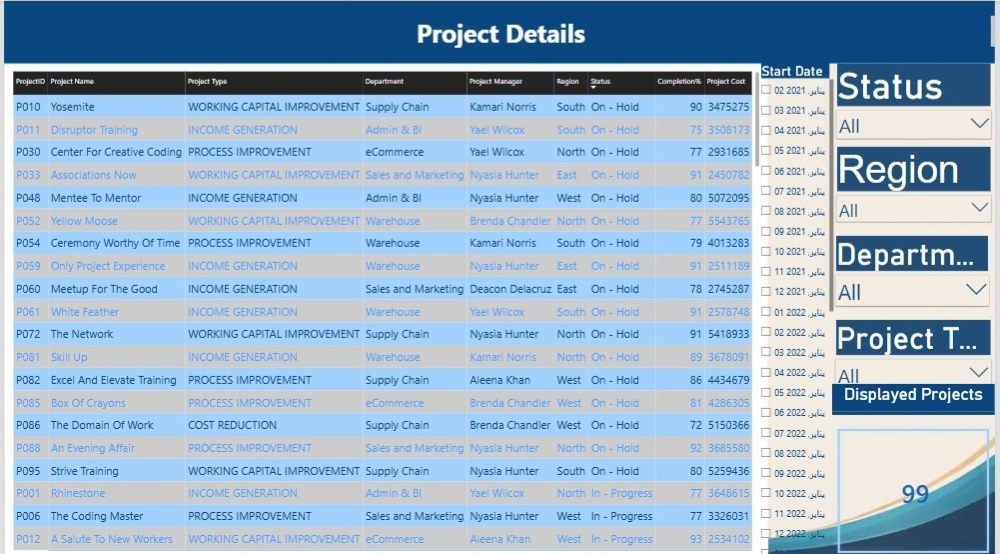 Project Details
ProjectID Project Name Project Type Department Project Manager Region Status Completion% Project Cost
P010 Yosemite WORKING CAPITAL IMPROVEMENT Supply Chain Kamari Norris South On - Hold 90 3475275
P011 Disruptor Training INCOME GENERATION Admin & BI Yael Wilcox South On - Hold 75 3508173
P030 Center For Creative Coding PROCESS IMPROVEMENT eCommerce Yael Wilcox North On - Hold 77 2931685
P033 Associations Now WORKING CAPITAL IMPROVEMENT Sales and Marketing Nyasia Hunter East On - Hold 91 2450782
P048 Mentee To Mentor INCOME GENERATION Admin & BI Nyasia Hunter West On - Hold 80 5072095
P052 Yellow Moose WORKING CAPITAL IMPROVEMENT Warehouse Brenda Chandler North On - Hold 77 5543765
P054 Ceremony Worthy Of Time PROCESS IMPROVEMENT Warehouse Kamari Norris South On - Hold 79 4013283
P059 Only Project Experience INCOME GENERATION Warehouse Nyasia Hunter East On - Hold 91 2511189
P060 Meetup For The Good INCOME GENERATION Sales and Marketing Deacon Delacruz East On - Hold 78 2745287
P061 White Feather INCOME GENERATION Warehouse Yael Wilcox South On - Hold 91 2578748
P072 The Network WORKING CAPITAL IMPROVEMENT Supply Chain Nyasia Hunter North On - Hold 91 5418933
P081 Skill Up INCOME GENERATION Warehouse Kamari Norris North On - Hold 89 3678091
P082 Excel And Elevate Training PROCESS IMPROVEMENT Supply Chain Aleena Khan West On - Hold 86 4434679
P085 Box Of Crayons PROCESS IMPROVEMENT eCommerce Brenda Chandler West On - Hold 81 4286305
P086 The Domain Of Work COST REDUCTION Supply Chain Brenda Chandler West On - Hold 72 5150366
P088 An Evening Affair PROCESS IMPROVEMENT Sales and Marketing Nyasia Hunter North On - Hold 92 3685580
P095 Strive Training WORKING CAPITAL IMPROVEMENT Supply Chain Nyasia Hunter South On - Hold 80 5259436
P001 Rhinestone INCOME GENERATION Admin & BI Yael Wilcox North In - Progress 77 3648615
P006 The Coding Master PROCESS IMPROVEMENT Sales and Marketing Nyasia Hunter West In - Progress 77 3326031
P012 A Salute To New Workers WORKING CAPITAL IMPROVEMENT eCommerce Aleena Khan West In - Progress 93 2534102
Start Date
02 2021 ,يناير
03 2021 ,يناير
04 2021 ,يناير
05 2021 ,يناير
06 2021 ,يناير
07 2021 ,يناير
08 2021 ,يناير
09 2021 ,يناير
10 2021 ,يناير
11 2021 ,يناير
12 2021 ,يناير
01 2022 ,يناير
02 2022 ,يناير
03 2022 ,يناير
04 2022 ,يناير
05 2022 ,يناير
06 2022 ,يناير
07 2022 ,يناير
08 2022 ,يناير
09 2022 ,يناير
10 2022 ,يناير
11 2022 ,يناير
12 2022 ,يناير
Status
All
Region
All
Departm...
All
Project T...
All
Displayed Projects
99